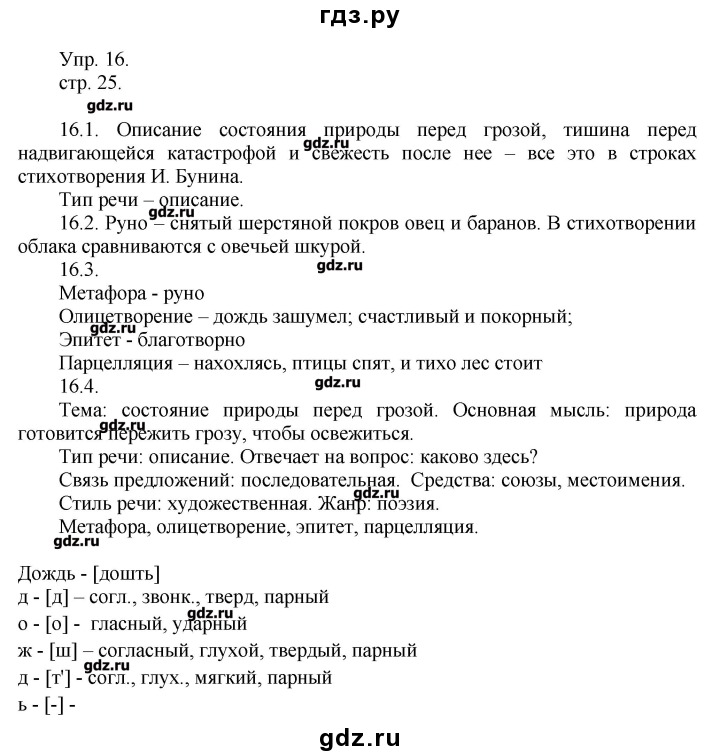 гдз.ру
Упр. 16.
стр. 25.
gdz.ru
16.1. Описание состояния природы перед грозой, тишина перед
gdz.ru
надвигающейся катастрофой и свежесть после нее – все это в строках
стихотворения И. Бунина.
Тип речи – описание.
gdz.ru
16.2. Руно – снятый шерстяной покров овец и баранов. В стихотворении
облака сравниваются с овечьей шкурой.
gdz.ru
16.3.
Метафора - руно
Олицетворение – дождь зашумел; счастливый и покорный;
gdz.ru
Эпитет - благотворно
Парцелляция – нахохлясь, птицы спят, и тихо лес стоит
gdz.ru
16.4.
Тема: состояние природы перед грозой. Основная мысль: природа
gdz.ru
готовится пережить грозу, чтобы освежиться.
Тип речи: описание. Отвечает на вопрос: каково здесь?
Связь предложений: последовательная. Средства: союзы, местоимения.
gdz.ru
Стиль речи: художественная. Жанр: поэзия.
Метафора, олицетворение, эпитет, парцелляция.
gdz.ru
Дождь - [дошть]
д - [д] – согл., звонк., тверд, парный
gdz.ru
о - [о] - гласный, ударный
ж - [ш] – согласный, глухой, твердый, парный
gdz.ru
д - [т'] - согл., глух., мягкий, парный
ь - [-] -
gdz.ru